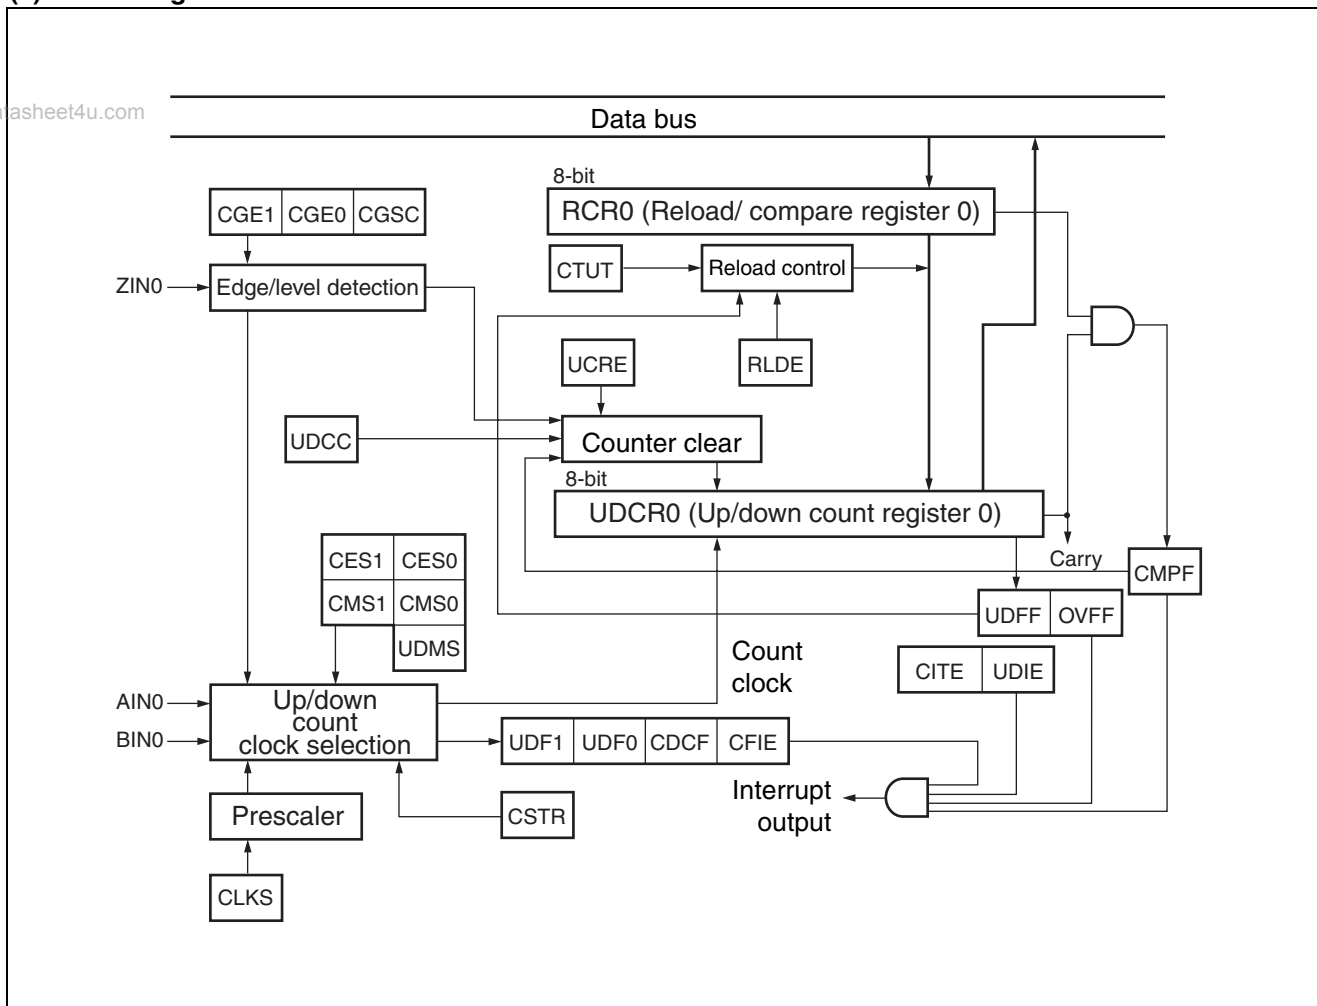 atasheet4u.com
Data bus
8-bit
CGE1 CGE0 CGSC
RCR0 (Reload/ compare register 0)
CTUT
Reload control
ZIN0
Edge/level detection
UCRE
RLDE
UDCC
Counter clear
8-bit
UDCR0 (Up/down count register 0)
CES1 CES0
Carry
CMPF
CMS1 CMS0
UDFF OVFF
UDMS
Count
clock
CITE UDIE
AIN0
Up/down
count
clock selection
BIN0
UDF1 UDF0 CDCF CFIE
Interrupt
output
Prescaler
CSTR
CLKS